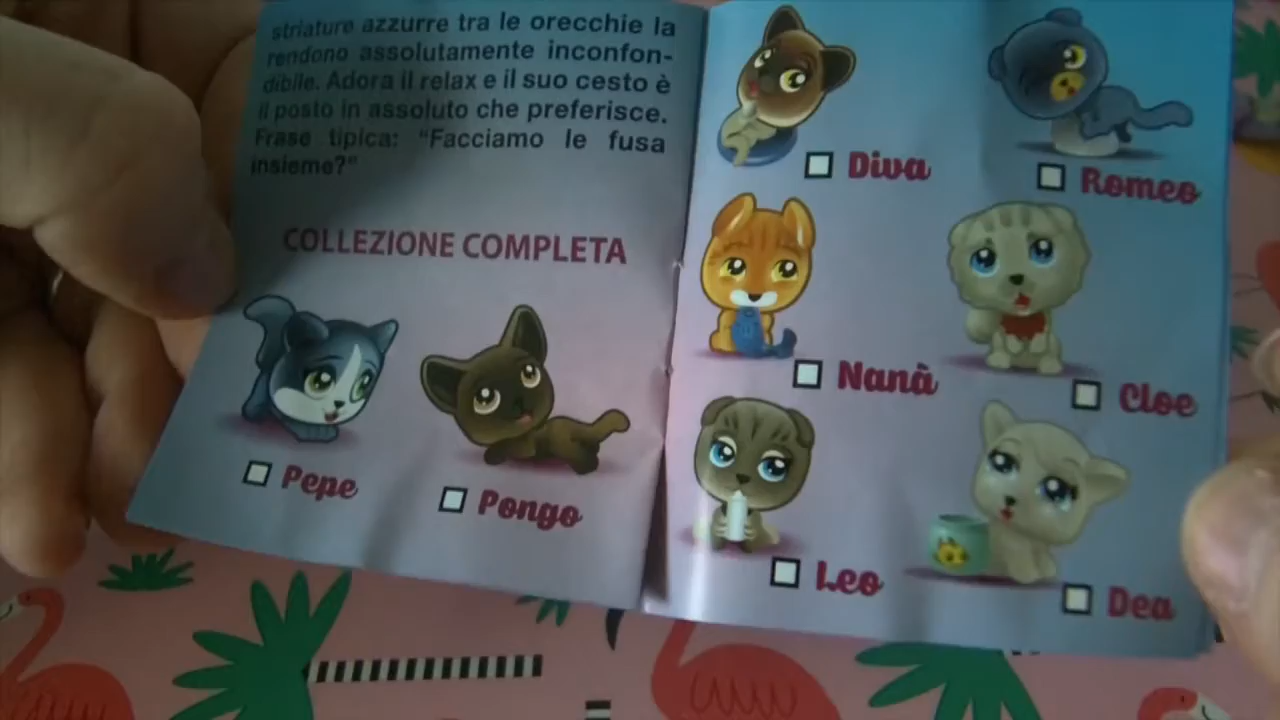 striature azzurre tra le orecchie la
rendono assolutamente inconfon-
dibile. Adora il relax e il suo cesto è
il posto in assoluto che preferisce.
Frase tipica: “Facciamo le fusa
insieme?”
COLLEZIONE COMPLETA
Pepe
Pongo
Diva
Romeo
Nanà
Cloe
Leo
Dea